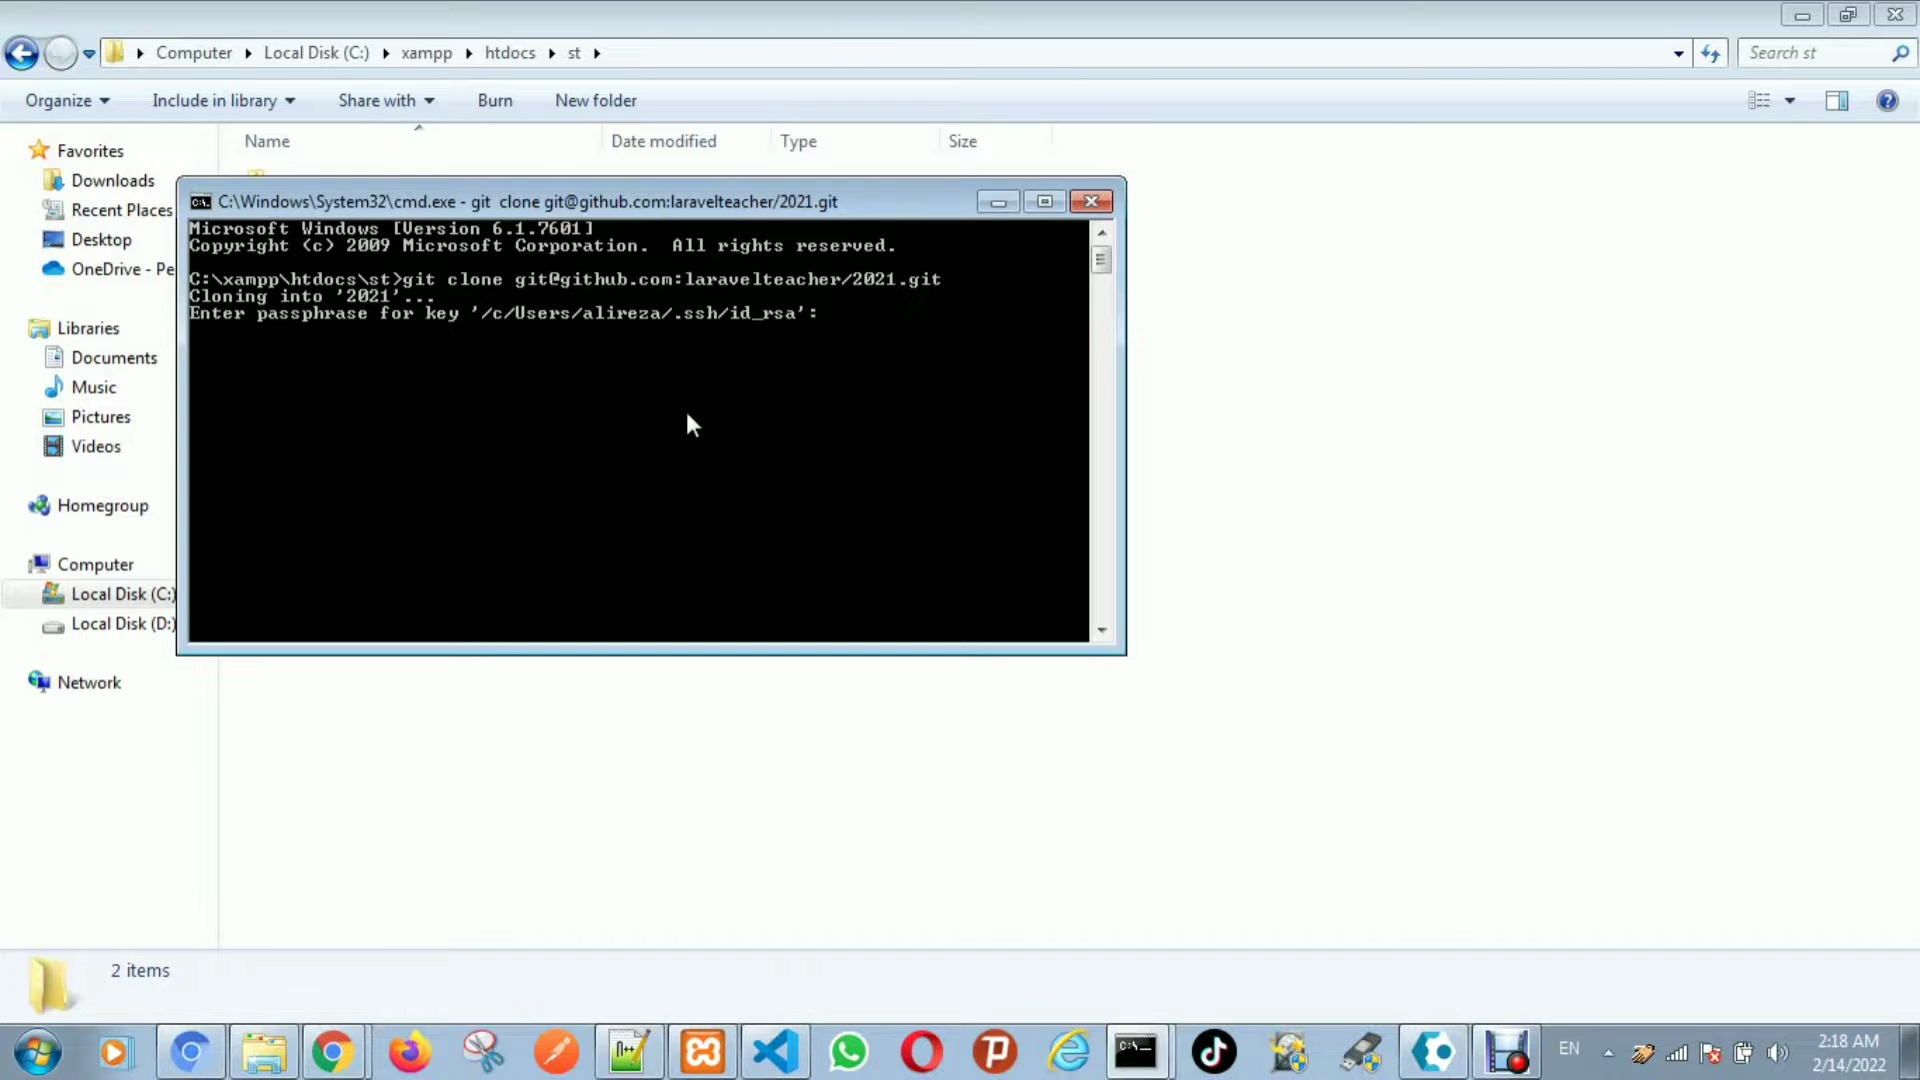 Computer Local Disk (C:) xampp htdocs st
Search st
Organize Include in library Share with Burn New folder
Name Date modified Type Size
Favorites
Downloads
Recent Places
Desktop
OneDrive - Pe
Libraries
Documents
Music
Pictures
Videos
Homegroup
Computer
Local Disk (C:)
Local Disk (D:)
Network
C:\Windows\System32\cmd.exe - git clone git@github.com:laravelteacher/2021.git
Microsoft Windows [Version 6.1.7601]
Copyright (c) 2009 Microsoft Corporation. All rights reserved.
C:\xampp\htdocs\st>git clone git@github.com:laravelteacher/2021.git
Cloning into '2021'...
Enter passphrase for key '/c/Users/alireza/.ssh/id_rsa':
2 items
EN
2:18 AM
2/14/2022